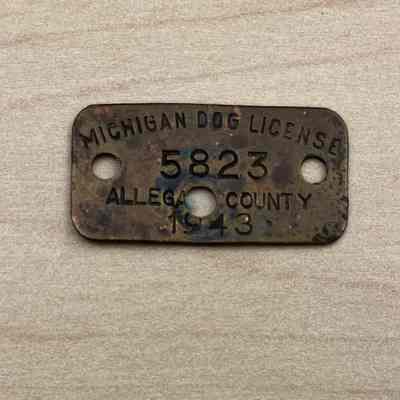 MICHIGAN DOG LICENSE
5823
ALLEGA COUNTY
1943